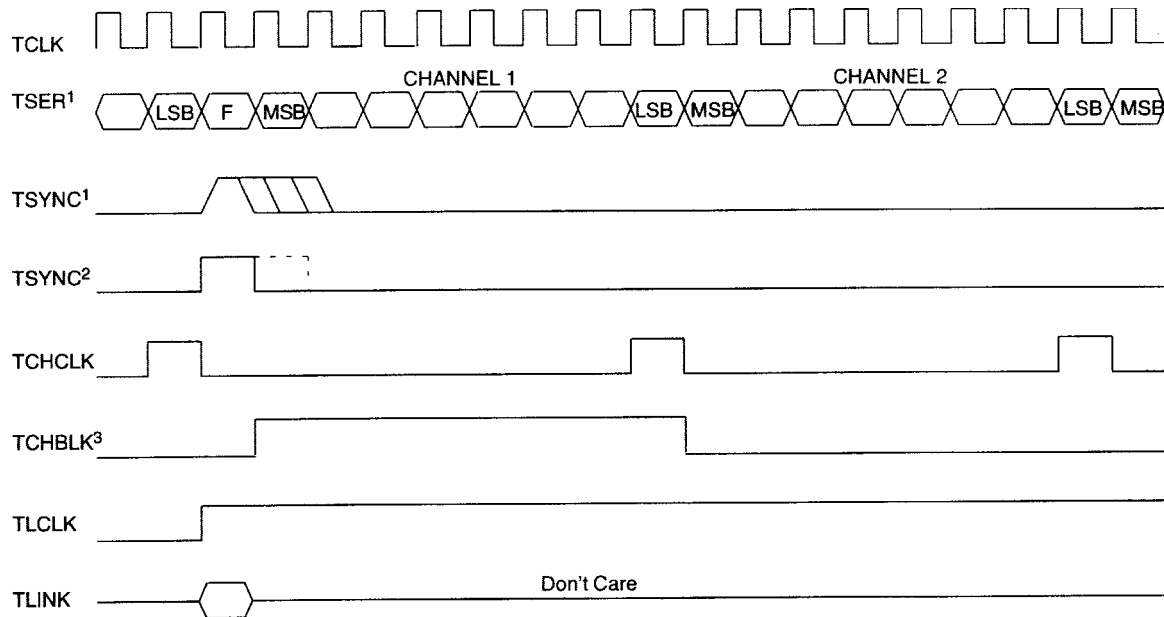 TCLK
CHANNEL 1 CHANNEL 2
TSER¹ LSB F MSB LSB MSB LSB MSB
TSYNC¹
TSYNC²
TCHCLK
TCHBLK³
TLCLK
Don't Care
TLINK